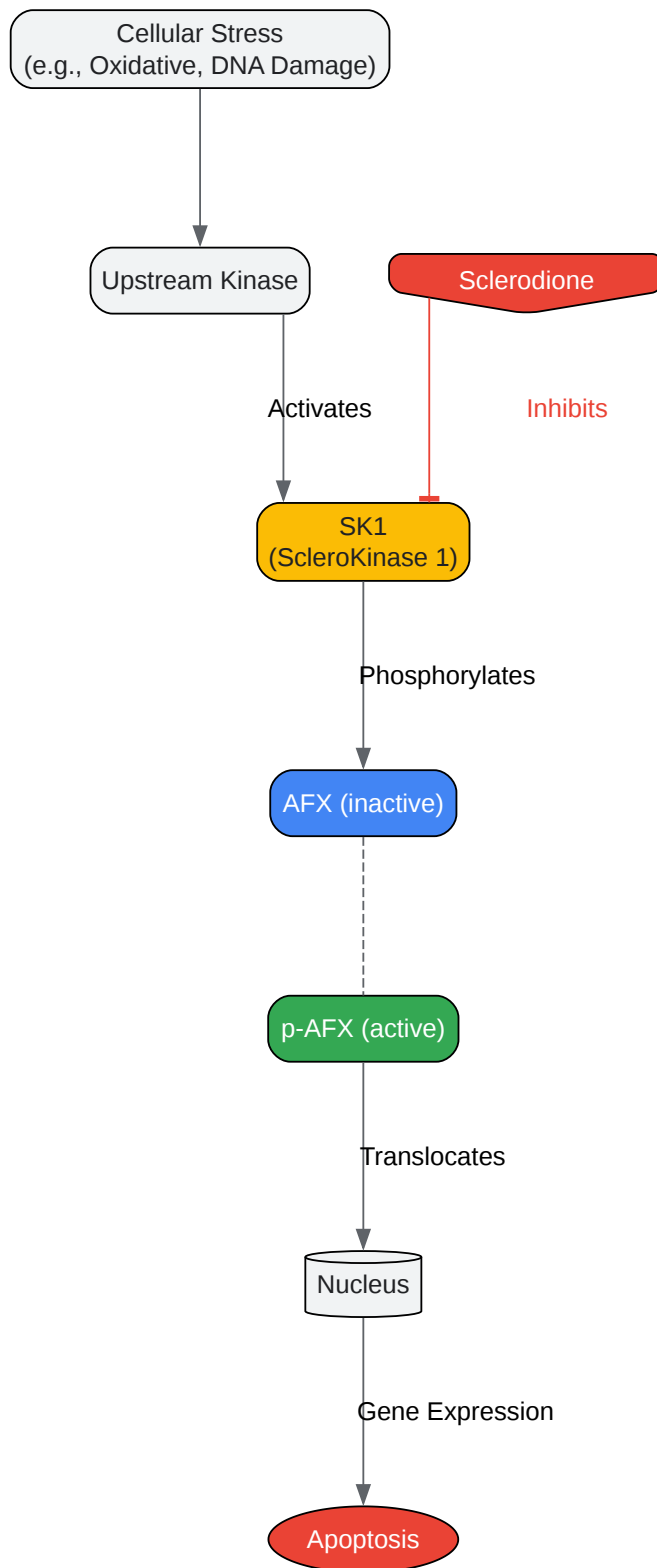 Cellular Stress
(e.g., Oxidative, DNA Damage)
Upstream Kinase
Sclerodione
Activates
Inhibits
SK1
(ScleroKinase 1)
Phosphorylates
AFX (inactive)
p-AFX (active)
Translocates
Nucleus
Gene Expression
Apoptosis